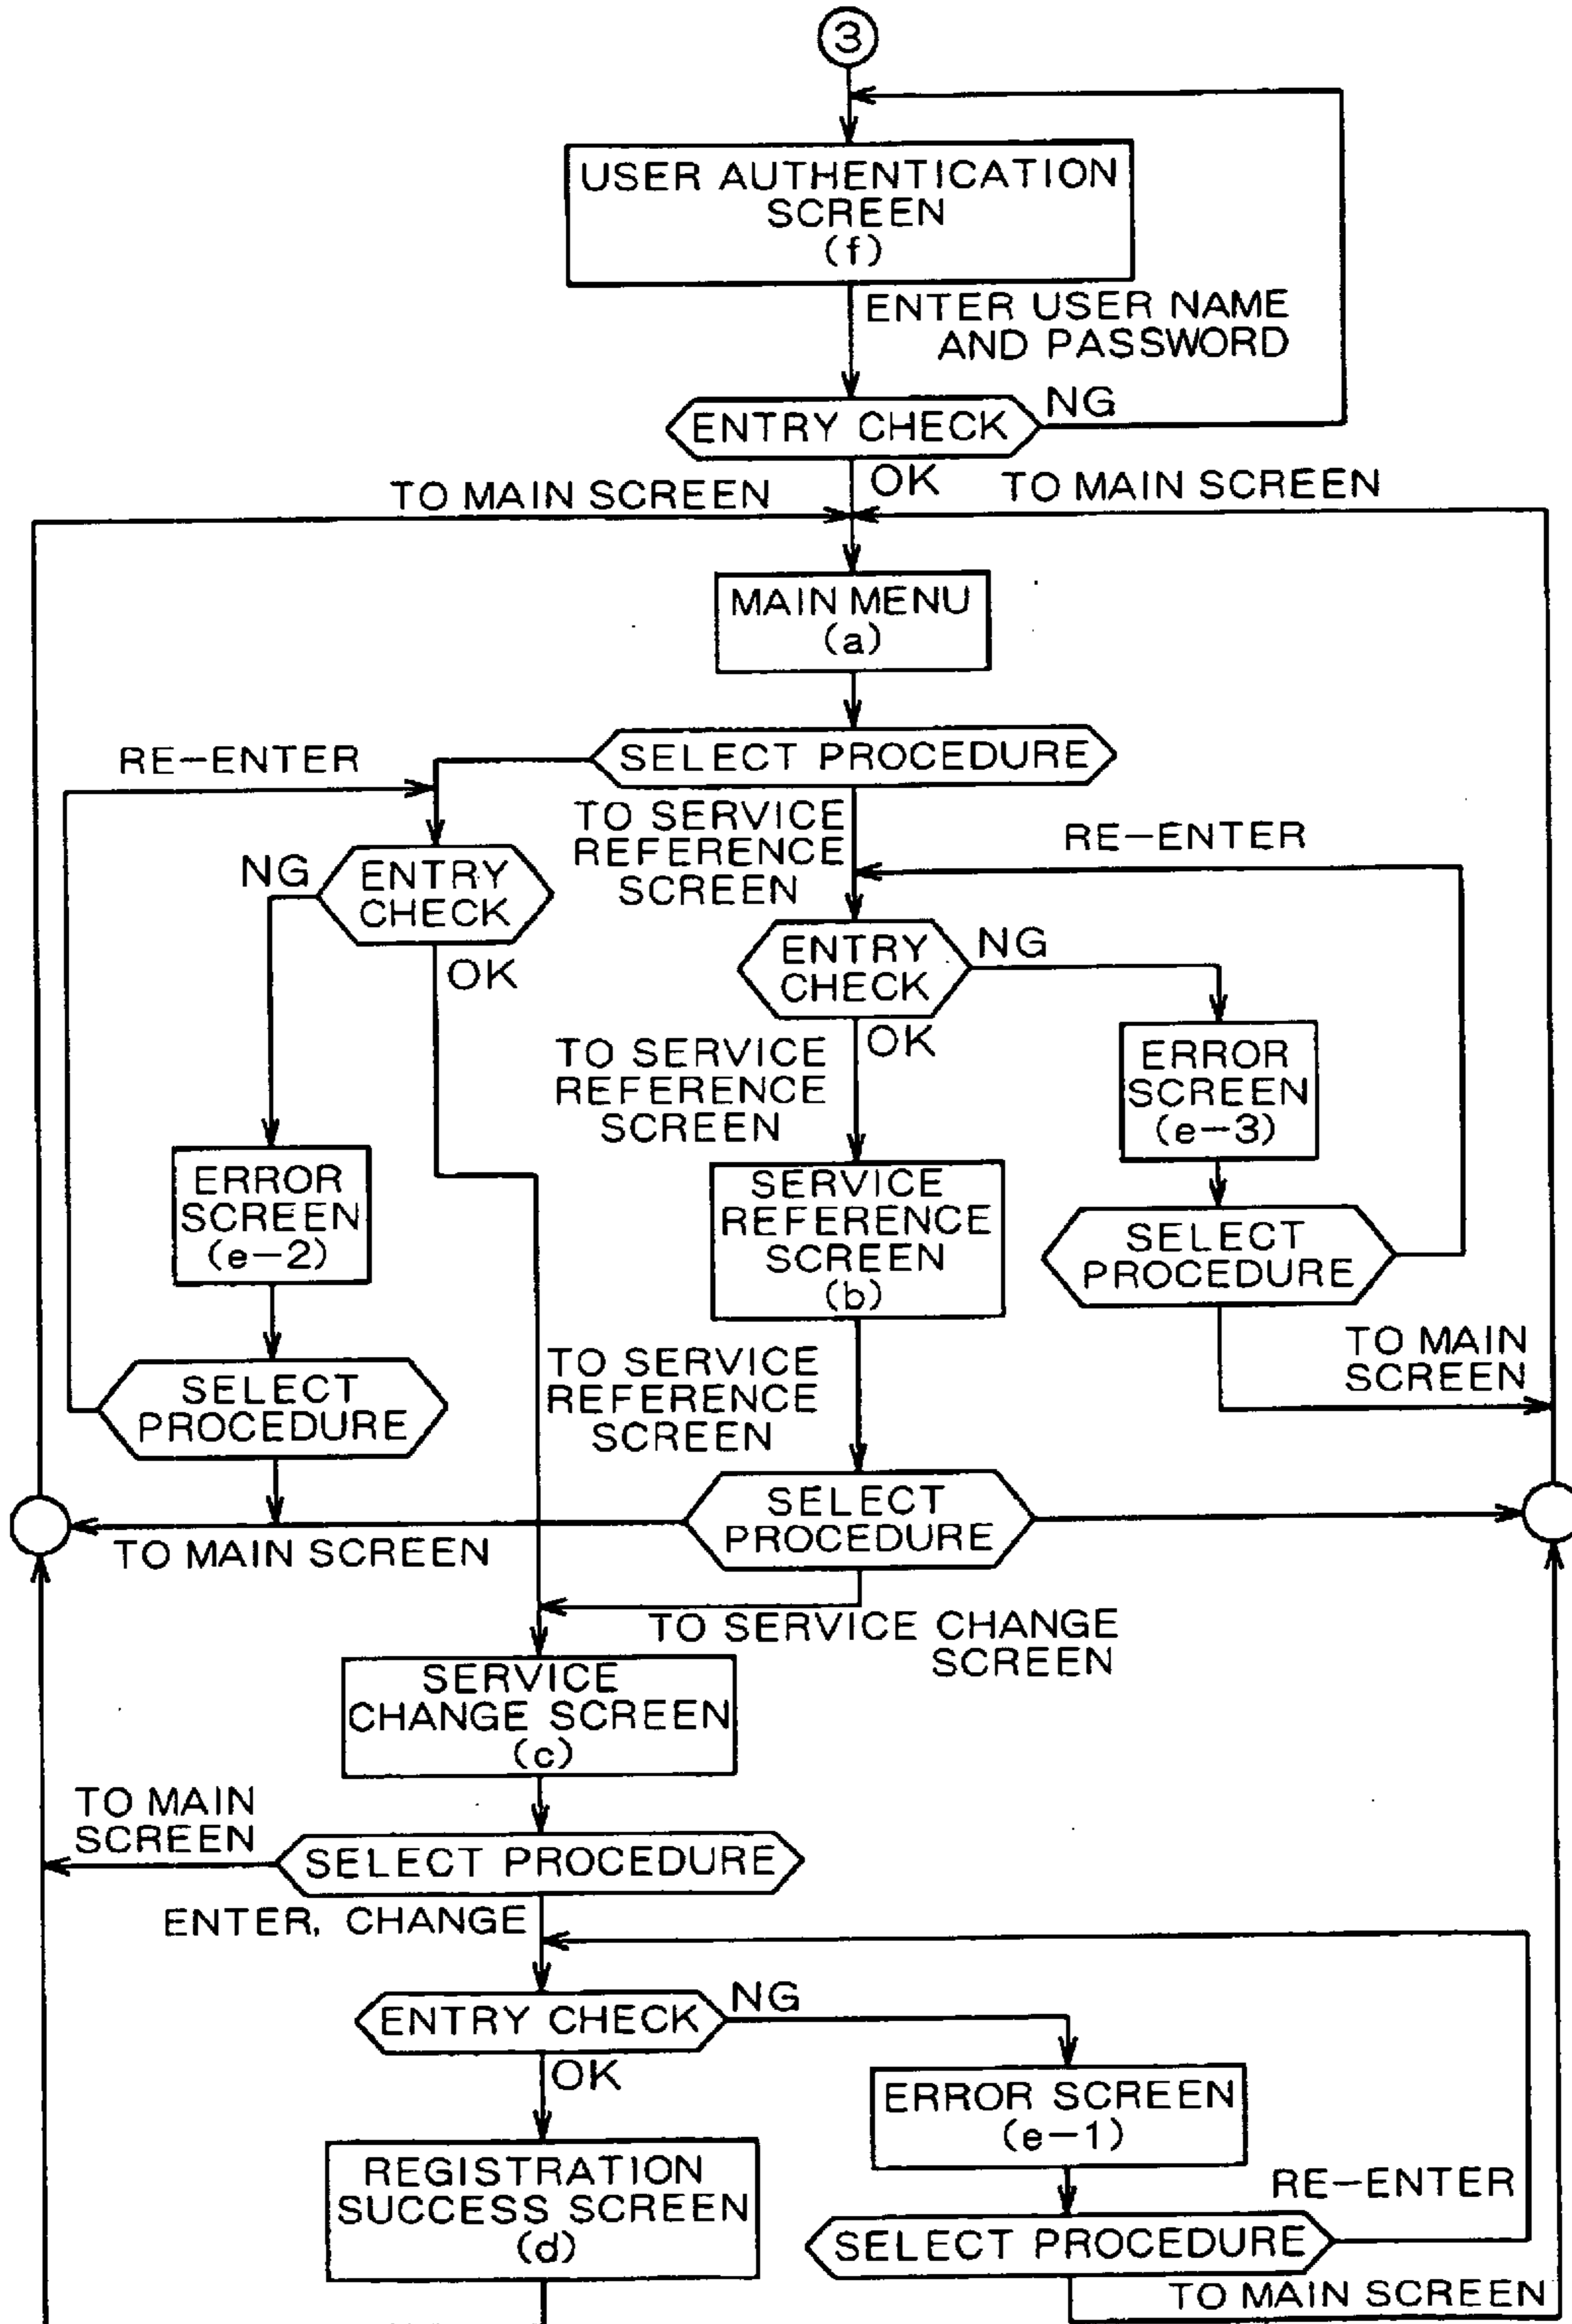 3
USER AUTHENTICATION
SCREEN
(f)
ENTER USER NAME
AND PASSWORD
ENTRY CHECK
NG
OK
TO MAIN SCREEN
TO MAIN SCREEN
MAIN MENU
(a)
SELECT PROCEDURE
RE-ENTER
TO SERVICE
REFERENCE
SCREEN
RE-ENTER
NG
ENTRY
CHECK
OK
ENTRY
CHECK
NG
OK
TO SERVICE
REFERENCE
SCREEN
ERROR
SCREEN
(e-3)
ERROR
SCREEN
(e-2)
SERVICE
REFERENCE
SCREEN
(b)
SELECT
PROCEDURE
TO MAIN
SCREEN
TO SERVICE
REFERENCE
SCREEN
SELECT
PROCEDURE
SELECT
PROCEDURE
TO MAIN SCREEN
TO SERVICE CHANGE
SCREEN
SERVICE
CHANGE SCREEN
(c)
TO MAIN
SCREEN
SELECT PROCEDURE
ENTER, CHANGE
ENTRY CHECK
NG
OK
ERROR SCREEN
(e-1)
REGISTRATION
SUCCESS SCREEN
(d)
RE-ENTER
SELECT PROCEDURE
TO MAIN SCREEN